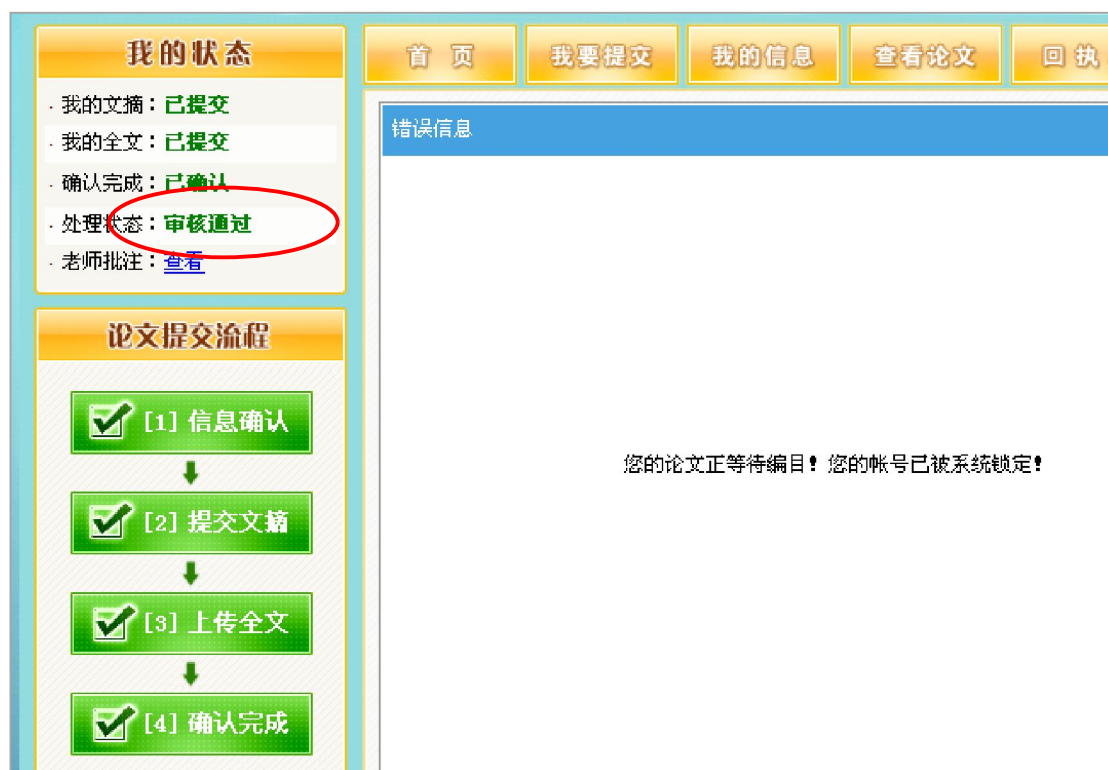 我的状态
· 我的文摘：已提交
· 我的全文：已提交
· 确认完成：已确认
· 处理状态：审核通过
· 老师批注：查看
论文提交流程
[1] 信息确认
[2] 提交文摘
[3] 上传全文
[4] 确认完成
首 页 我要提交 我的信息 查看论文 回 执
错误信息
您的论文正等待编目！您的帐号已被系统锁定！